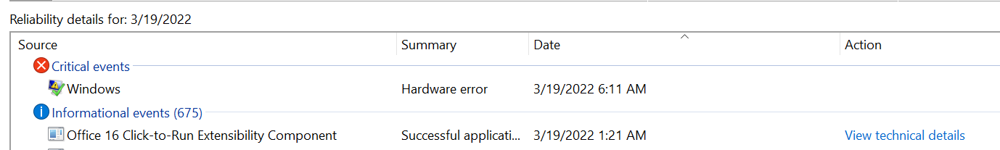 Reliability details for: 3/19/2022
Source Summary Date Action
Critical events
Windows Hardware error 3/19/2022 6:11 AM
Informational events (675)
Office 16 Click-to-Run Extensibility Component Successful applicati... 3/19/2022 1:21 AM View technical details